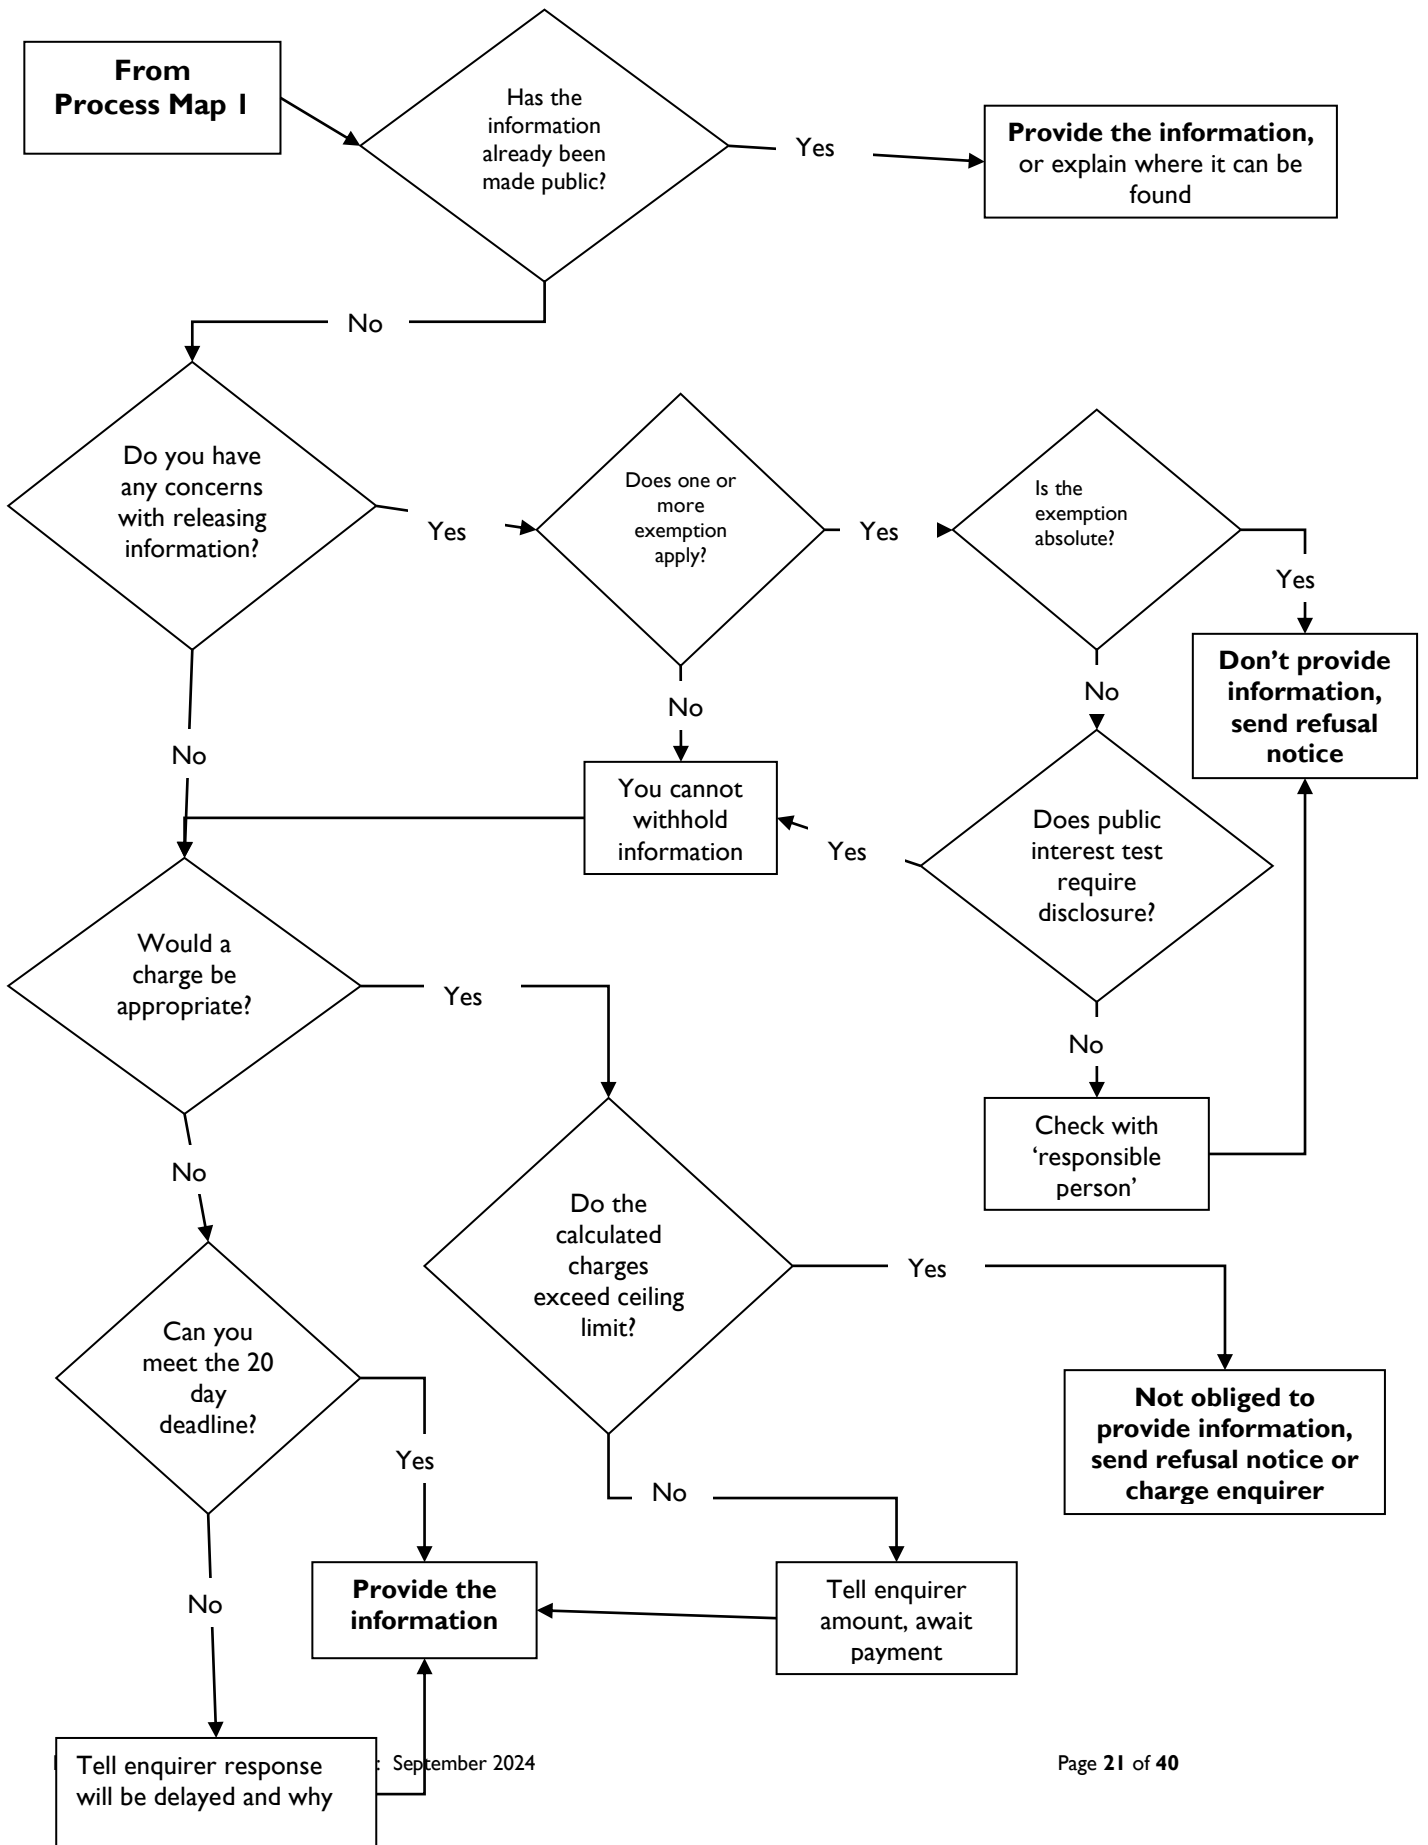 From
Process Map 1
Has the
information
already been
made public?
Yes
Provide the information,
or explain where it can be
found
No
Do you have
any concerns
with releasing
information?
Yes
Does one or
more
exemption
apply?
Yes
Is the
exemption
absolute?
Yes
Don’t provide
information,
send refusal
notice
No
No
No
You cannot
withhold
information
Yes
Does public
interest test
require
disclosure?
Would a
charge be
appropriate?
Yes
No
Check with
‘responsible
person’
No
Do the
calculated
charges
exceed ceiling
limit?
Yes
Can you
meet the 20
day
deadline?
Yes
Not obliged to
provide information,
send refusal notice or
charge enquirer
No
No
Provide the
information
Tell enquirer
amount, await
payment
Tell enquirer response
will be delayed and why
: September 2024
Page 21 of 40